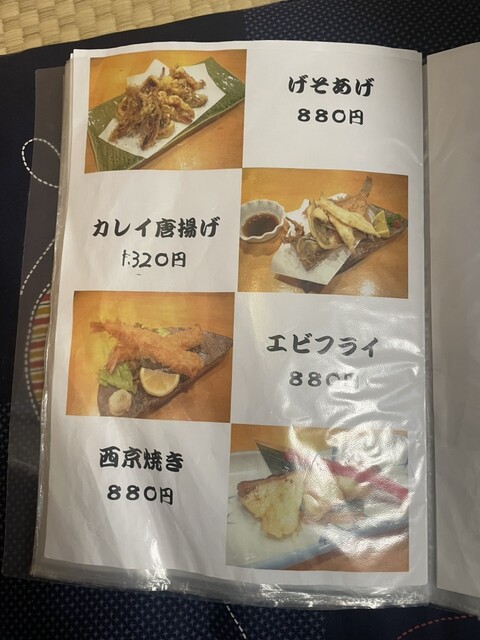 げそあげ
880円
カレイ唐揚げ
1,320円
エビフライ
880円
西京焼き
880円